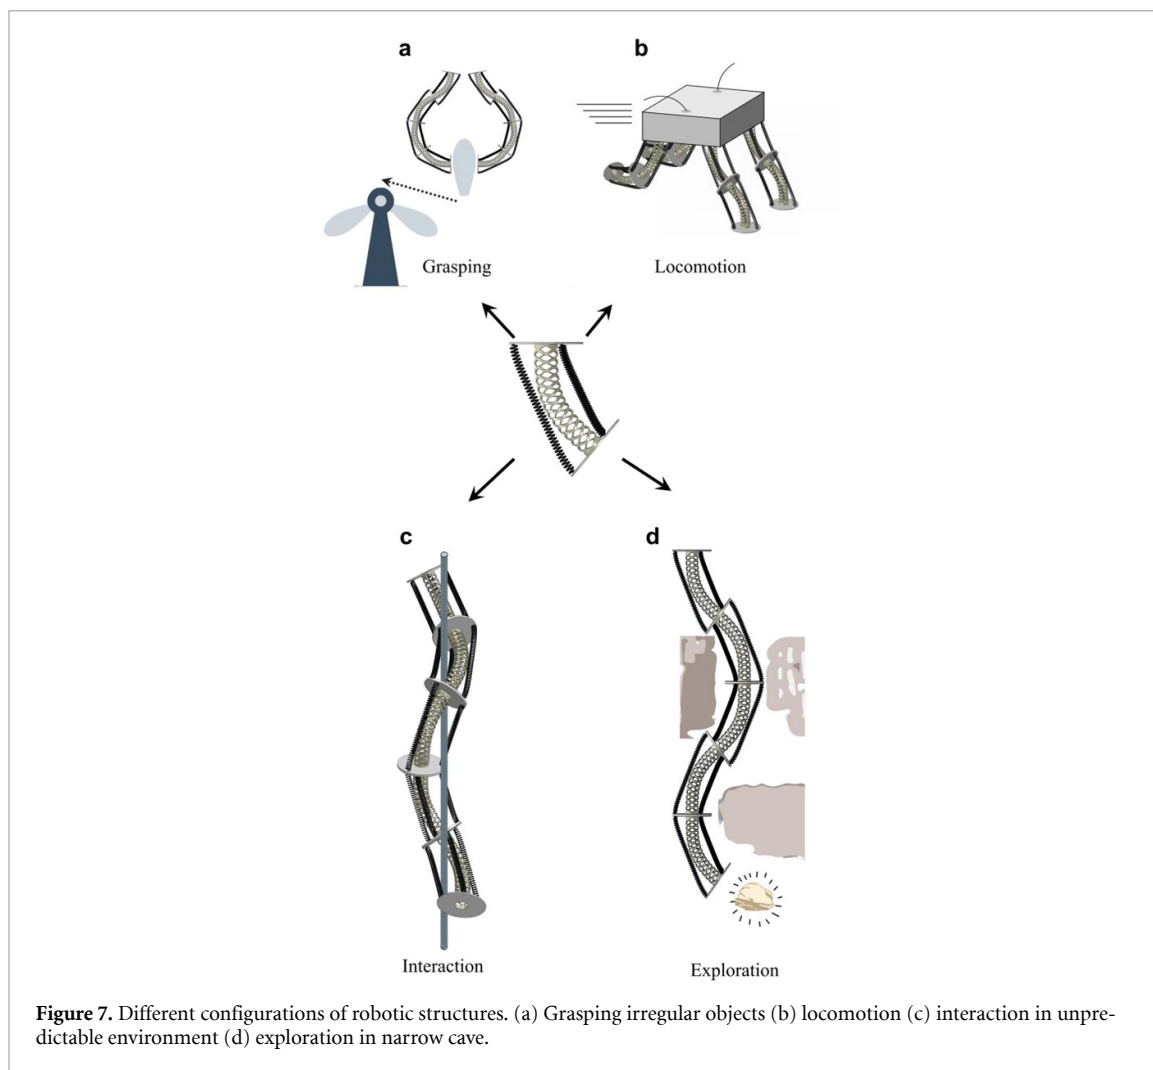 a
b
Grasping
Locomotion
c
d
Interaction
Exploration
Figure 7. Different configurations of robotic structures. (a) Grasping irregular objects (b) locomotion (c) interaction in unpre-
dictable environment (d) exploration in narrow cave.